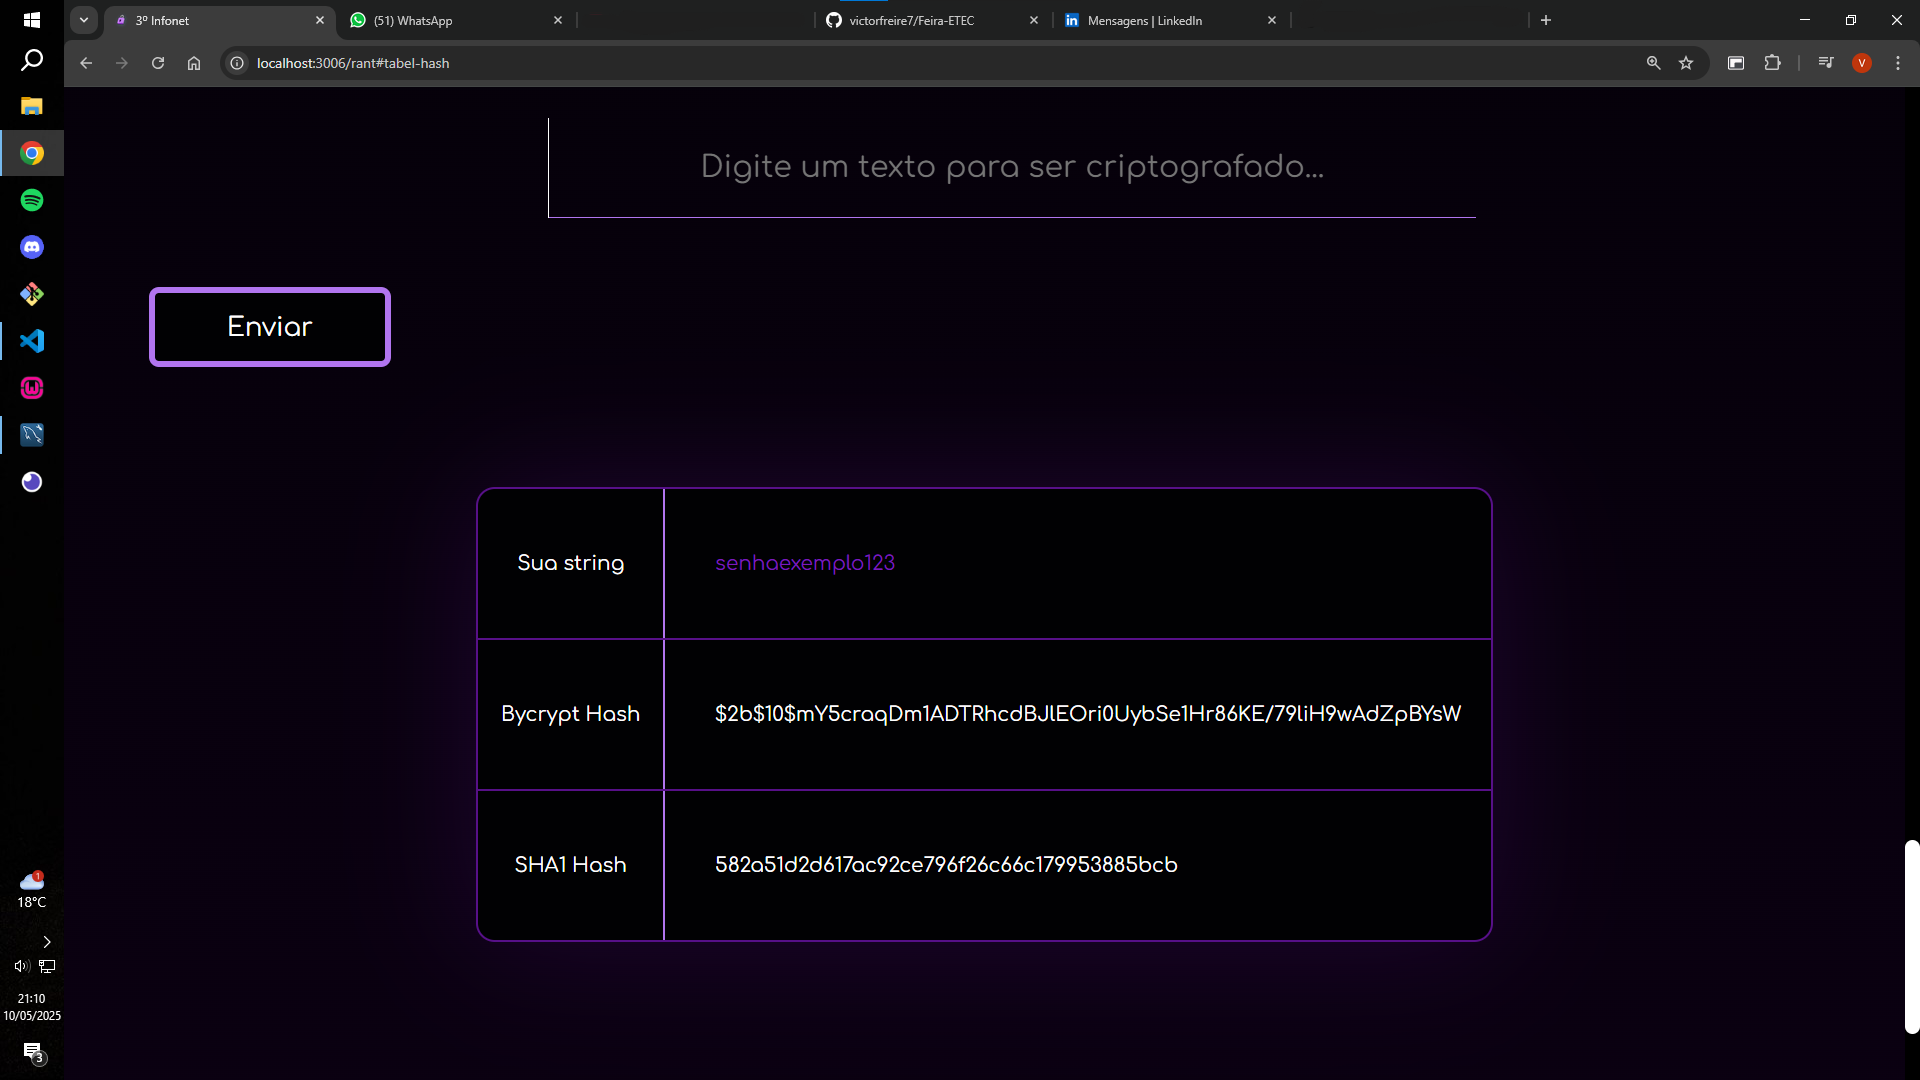 3º Infonet
(51) WhatsApp
victorfreire7/Feira-ETEC
Mensagens | LinkedIn
localhost:3006/rant#tabel-hash
V
Digite um texto para ser criptografado...
Enviar
Sua string
senhaexemplo123
Bycrypt Hash
$2b$10$mY5craqDm1ADTRhcdBJlEOri0UybSe1Hr86KE/79liH9wAdZpBYsW
SHA1 Hash
582a51d2d617ac92ce796f26c66c179953885bcb
1
18°C
21:10
10/05/2025
3